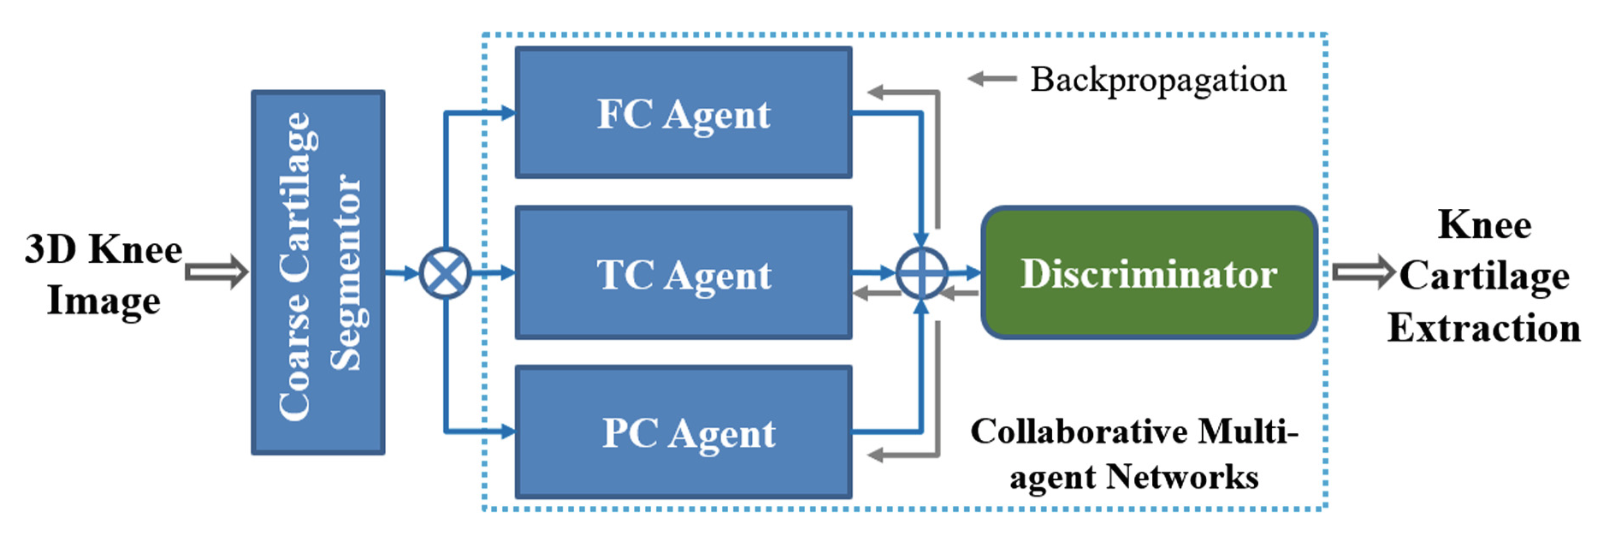 3D Knee
Image
Coarse Cartilage
Segmentor
FC Agent
TC Agent
PC Agent
Backpropagation
Discriminator
Collaborative Multi-
agent Networks
Knee
Cartilage
Extraction